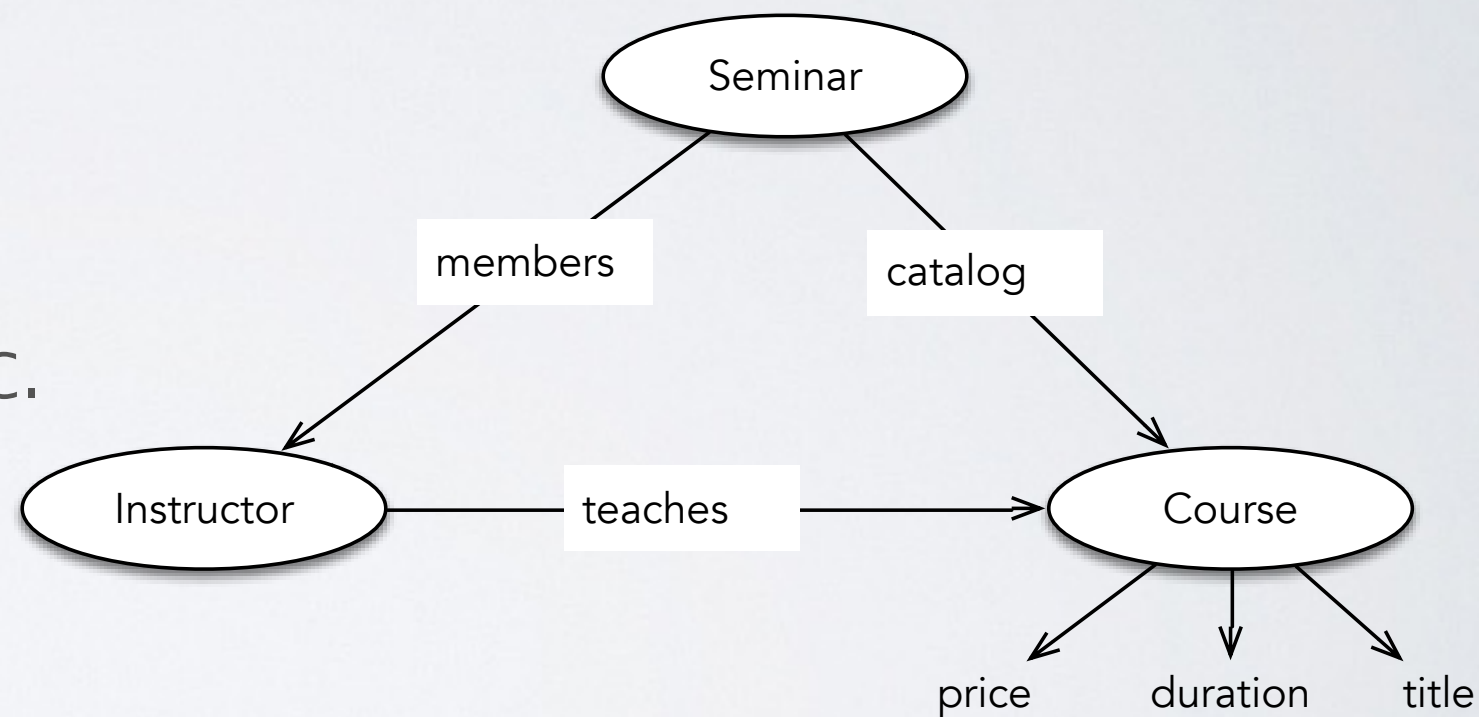 Seminar
members
catalog
c.
Instructor
teaches
Course
price
duration
title